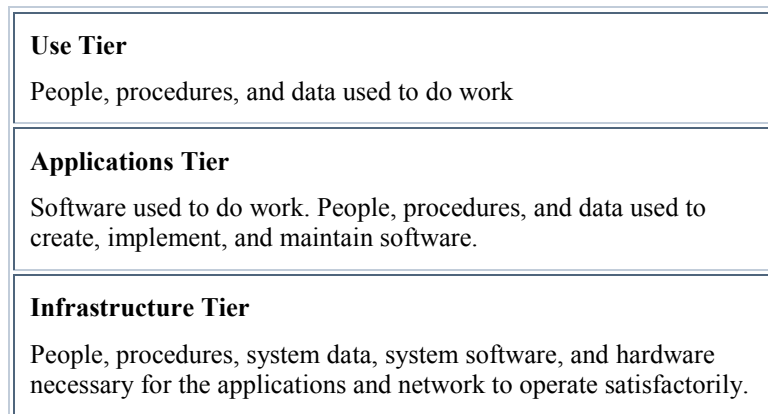 Use Tier
People, procedures, and data used to do work
Applications Tier
Software used to do work. People, procedures, and data used to
create, implement, and maintain software.
Infrastructure Tier
People, procedures, system data, system software, and hardware
necessary for the applications and network to operate satisfactorily.